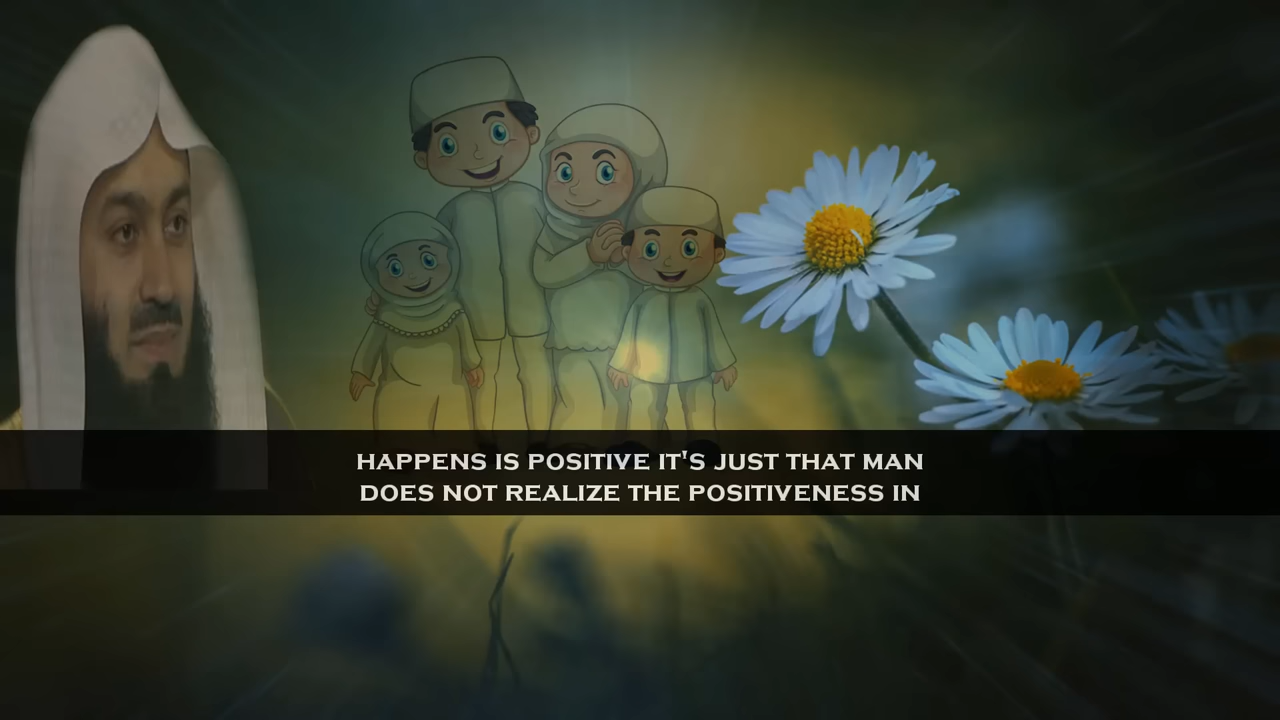 HAPPENS IS POSITIVE IT'S JUST THAT MAN
DOES NOT REALIZE THE POSITIVENESS IN